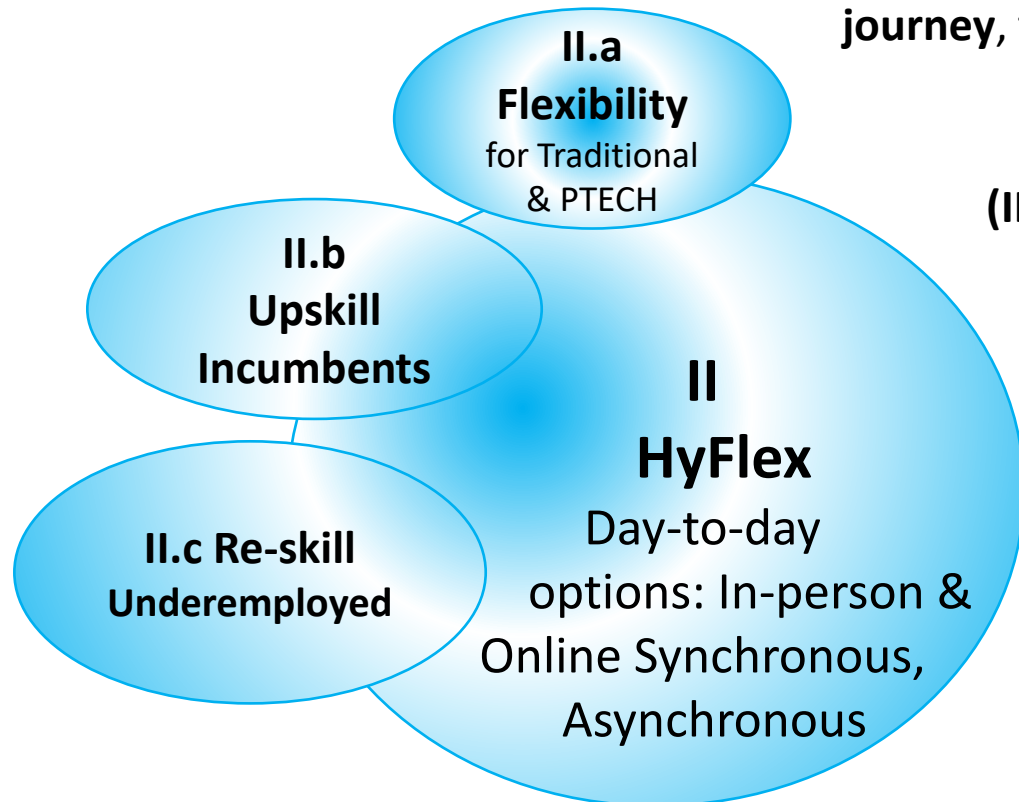 journey,
II.a
Flexibility
for Traditional
& PTECH
II.b
Upskill
Incumbents
II.c Re-skill
Underemployed
II
HyFlex
Day-to-day
options: In-person &
Online Synchronous,
Asynchronous